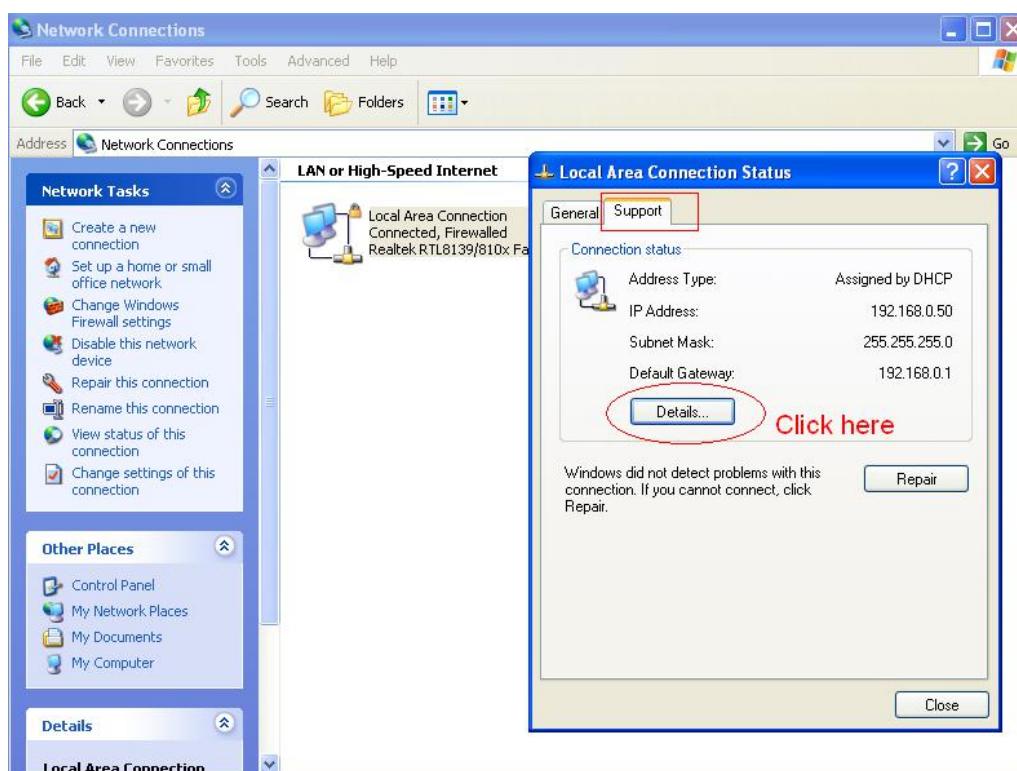 Network Connections
File Edit View Favorites Tools Advanced Help
Back Search Folders
Address Network Connections Go
Network Tasks
Create a new
connection
Set up a home or small
office network
Change Windows
Firewall settings
Disable this network
device
Repair this connection
Rename this connection
View status of this
connection
Change settings of this
connection
Other Places
Control Panel
My Network Places
My Documents
My Computer
Details
Local Area Connection
LAN or High-Speed Internet
Local Area Connection
Connected, Firewalled
Realtek RTL8139/810x Fa
Local Area Connection Status
General Support
Connection status
Address Type: Assigned by DHCP
IP Address: 192.168.0.50
Subnet Mask: 255.255.255.0
Default Gateway: 192.168.0.1
Details...
Click here
Windows did not detect problems with this
connection. If you cannot connect, click
Repair.
Repair
Close